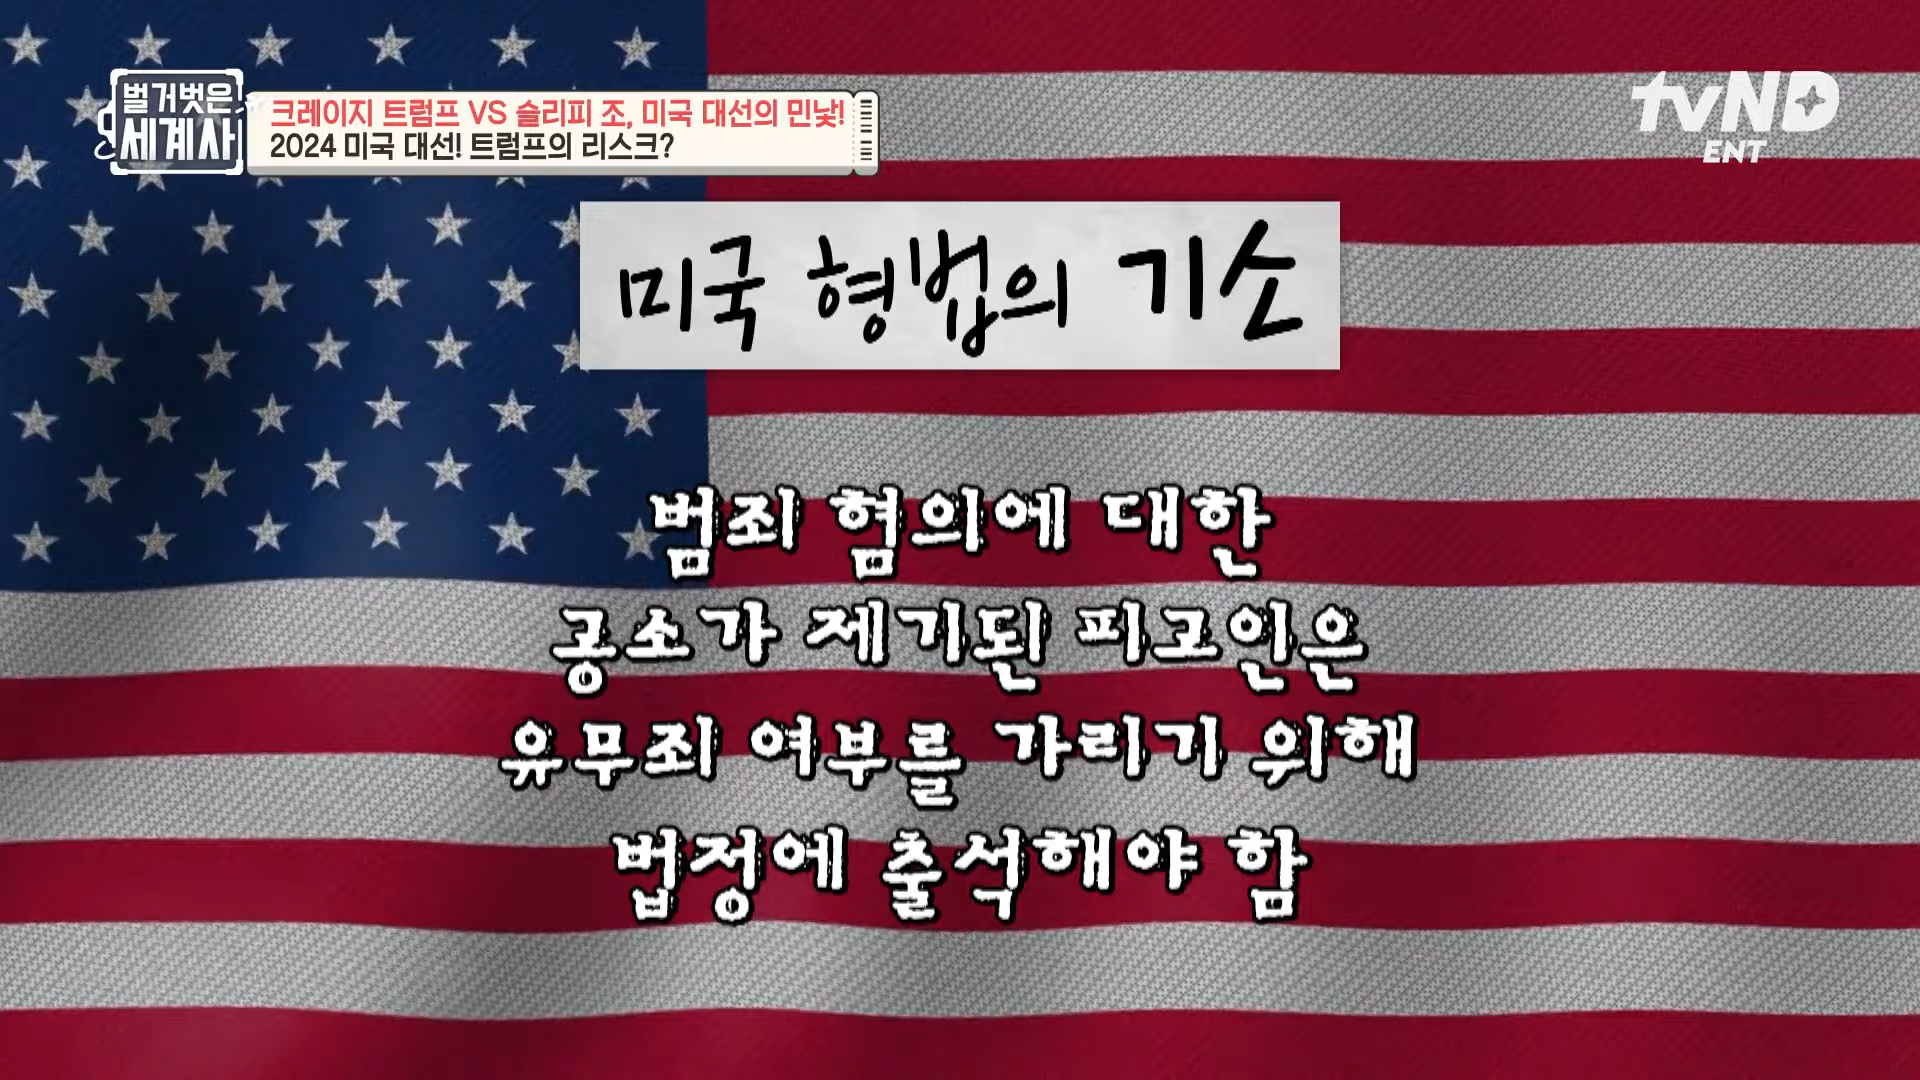 벌거벗은
세계사
크레이지 트럼프 VS 슬리피 조, 미국 대선의 민낯!
2024 미국 대선! 트럼프의 리스크?
tvND
ENT
미국 형법의 기소
범죄 혐의에 대한
공소가 제기된 피고인은
유무죄 여부를 가리기 위해
법정에 출석해야 함